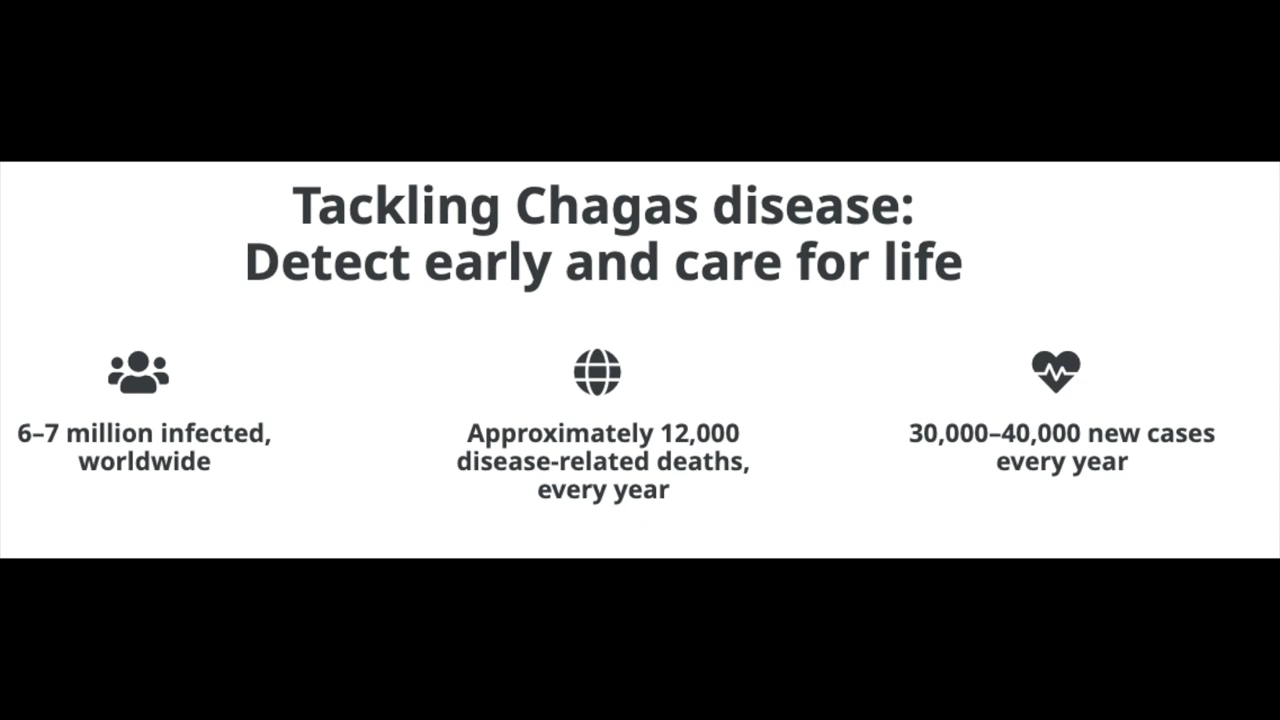 Tackling Chagas disease:
Detect early and care for life
6–7 million infected,
worldwide
Approximately 12,000
disease-related deaths,
every year
30,000–40,000 new cases
every year